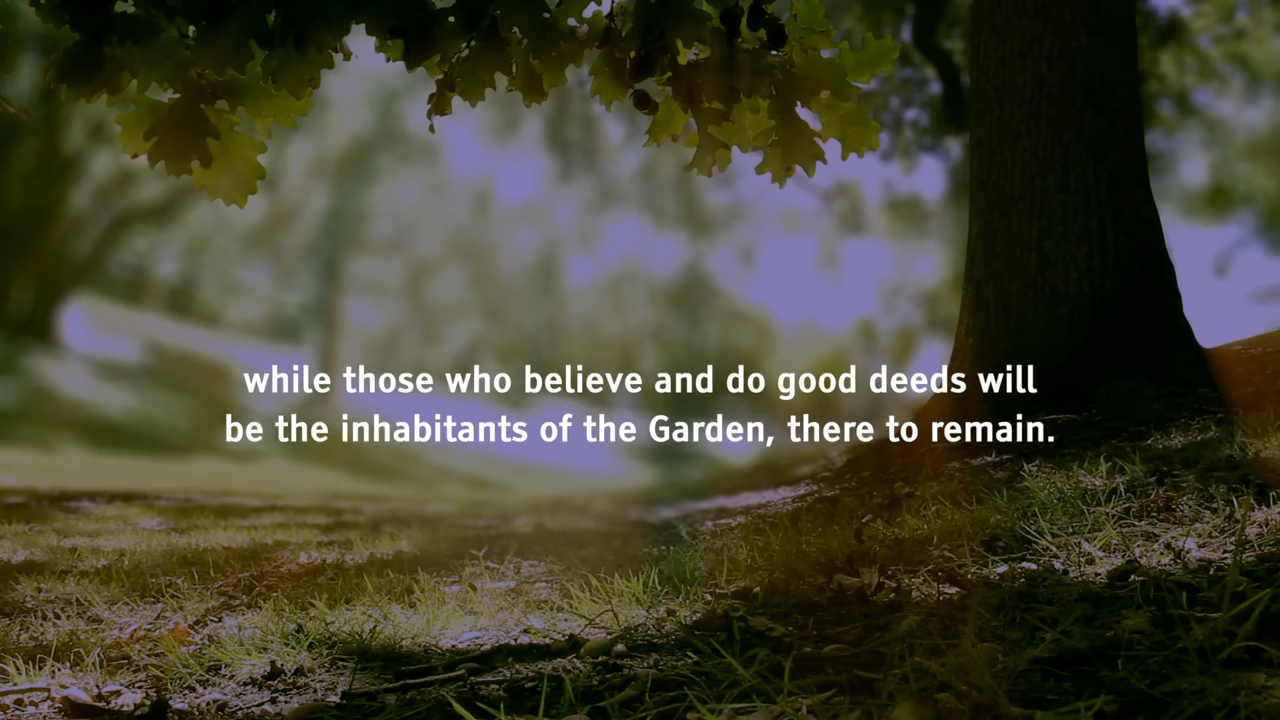 while those who believe and do good deeds will
be the inhabitants of the Garden, there to remain.